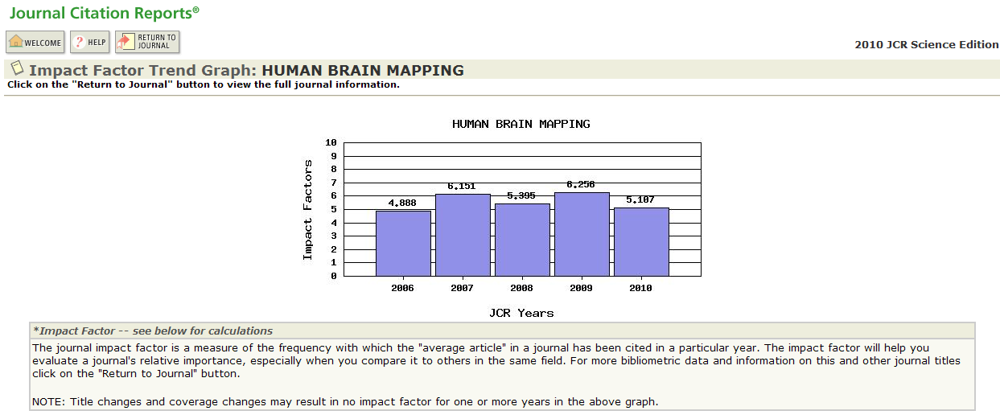 Journal Citation Reports®
WELCOME
HELP
RETURN TO
JOURNAL
2010 JCR Science Edition
Impact Factor Trend Graph: HUMAN BRAIN MAPPING
Click on the "Return to Journal" button to view the full journal information.
HUMAN BRAIN MAPPING
Impact Factors
10
9
8
7
6
5
4
3
2
1
0
4.888
6.151
5.395
6.256
5.107
2006
2007
2008
2009
2010
JCR Years
*Impact Factor -- see below for calculations
The journal impact factor is a measure of the frequency with which the "average article" in a journal has been cited in a particular year. The impact factor will help you
evaluate a journal's relative importance, especially when you compare it to others in the same field. For more bibliometric data and information on this and other journal titles
click on the "Return to Journal" button.
NOTE: Title changes and coverage changes may result in no impact factor for one or more years in the above graph.